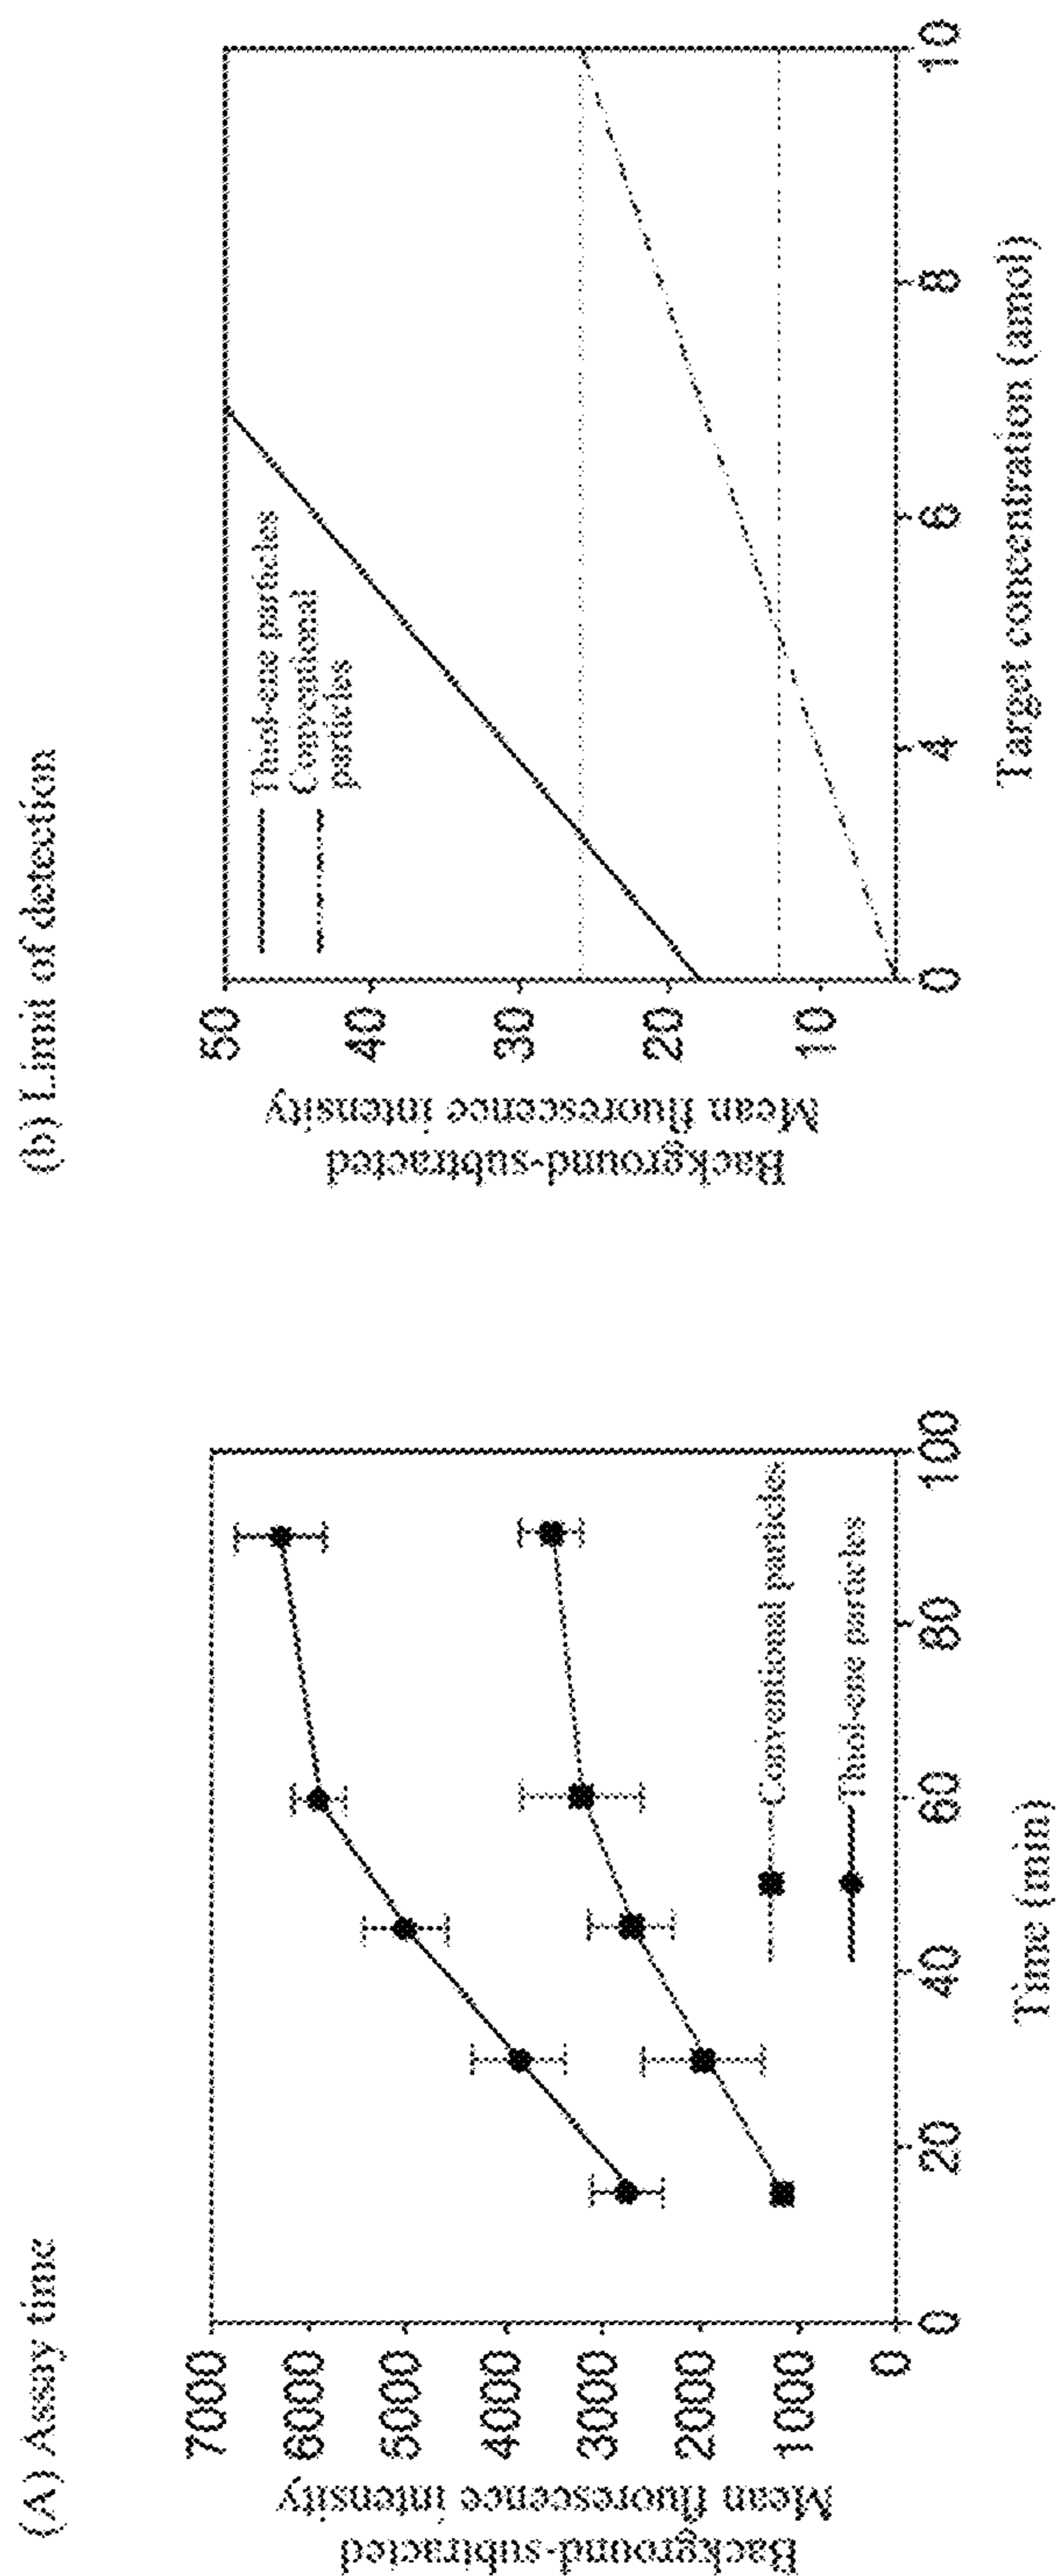 (A) Assay time
Background-subtracted
Mean fluorescence intensity
7000
6000
5000
4000
3000
2000
1000
0
0
20
40
60
80
100
Time (min)
Conventional particles
Thiol-ene particles
(b) Limit of detection
Background-subtracted
Mean fluorescence intensity
50
40
30
20
10
0
4
6
8
10
Target concentration (amol)
Thiol-ene particles
Conventional
particles